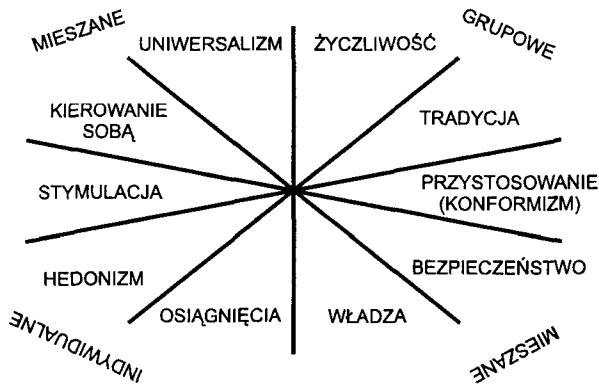 MIESZANE
GRUPOWE
UNIWERSALIZM
ŻYCZLIWOŚĆ
KIEROWANIE
SOBĄ
TRADYCJA
STYMULACJA
PRZYSTOSOWANIE
(KONFORMIZM)
HEDONIZM
BEZPIECZEŃSTWO
OSIĄGNIĘCIA
WŁADZA
INDYWIDUALNE
MIESZANE